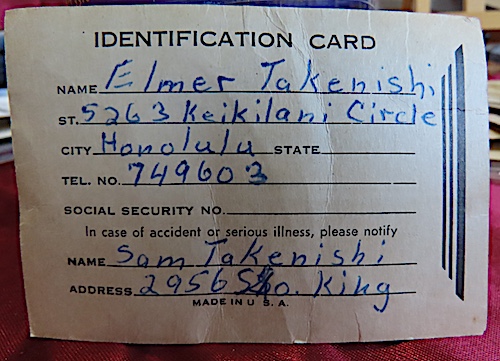 IDENTIFICATION CARD
NAME Elmer Takenishi
ST. 5263 Keikilani Circle
CITY Honolulu STATE
TEL. NO. 749603
SOCIAL SECURITY NO.
In case of accident or serious illness, please notify
NAME Sam Takenishi
ADDRESS 2956 So. King
MADE IN U.S.A.